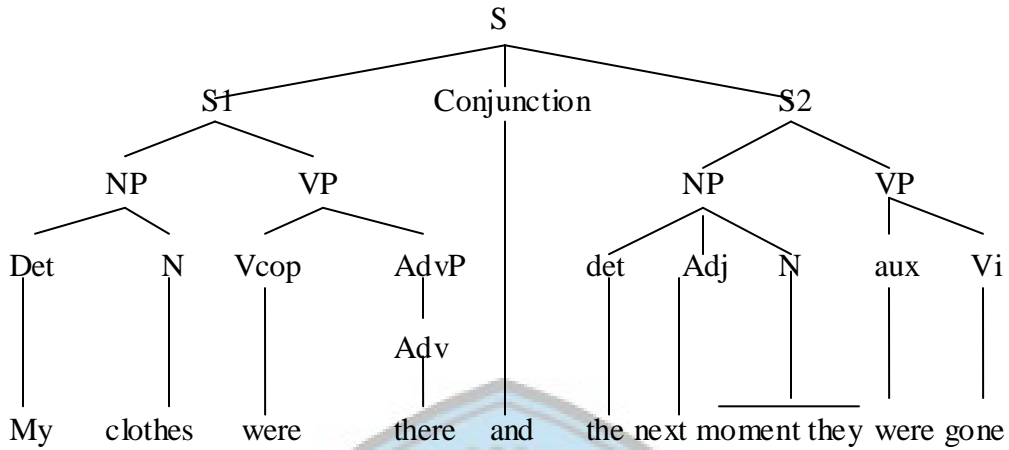 S
S1 Conjunction S2
NP VP NP VP
Det N Vcop AdvP det Adj N aux Vi
Adv
My clothes were there and the next moment they were gone